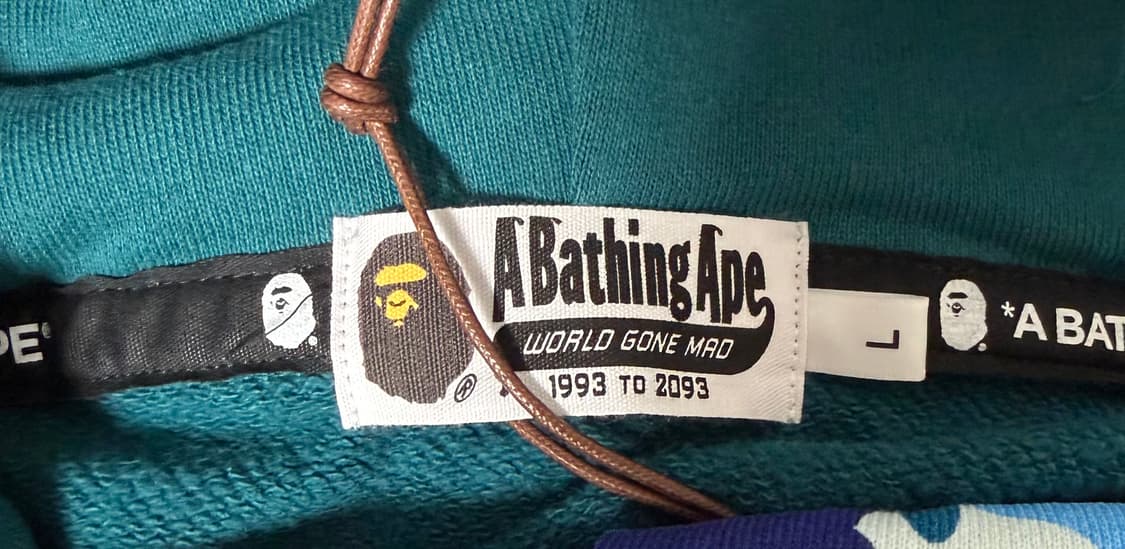 PE®
A Bathing Ape
WORLD GONE MAD
®
1993 TO 2093
L
*A BAT